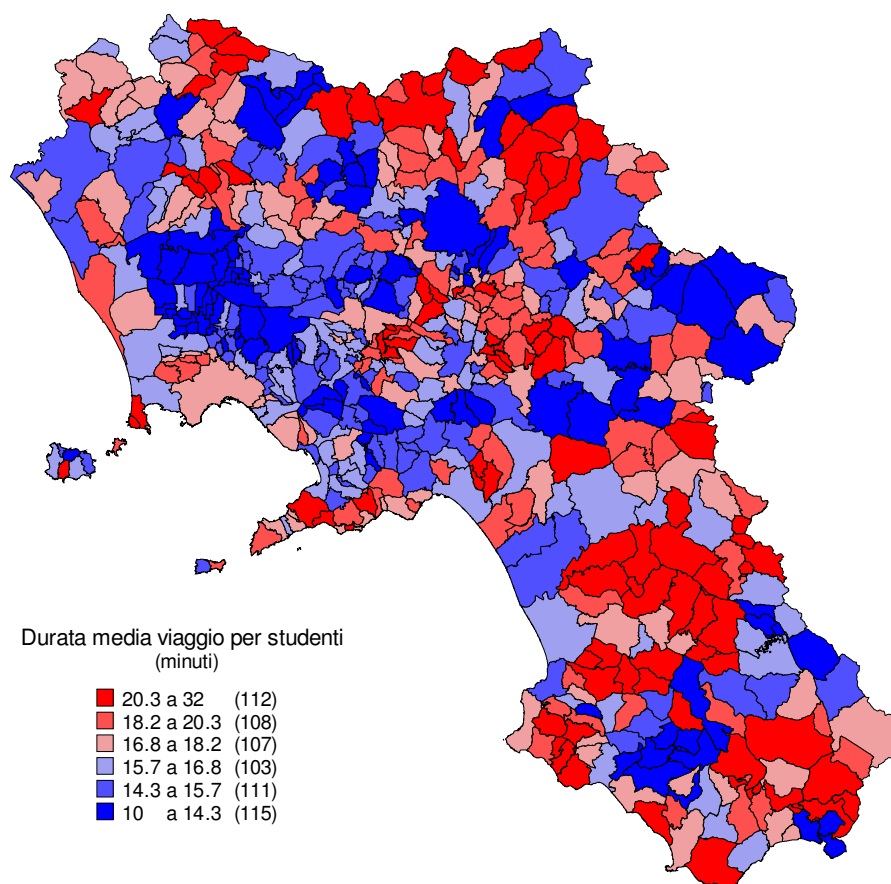 Durata media viaggio per studenti
(minuti)
20.3 a 32 (112)
18.2 a 20.3 (108)
16.8 a 18.2 (107)
15.7 a 16.8 (103)
14.3 a 15.7 (111)
10 a 14.3 (115)